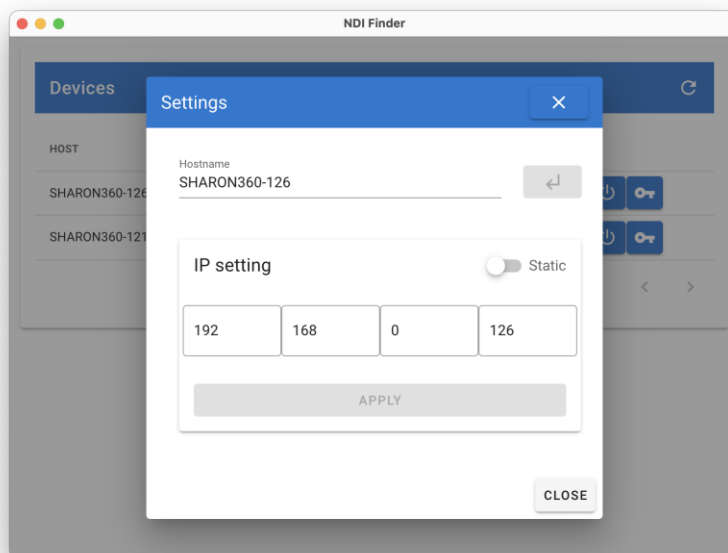 NDI Finder
Devices
Settings
HOST
Hostname
SHARON360-126
SHARON360-126
SHARON360-121
IP setting
Static
192 168 0 126
APPLY
CLOSE